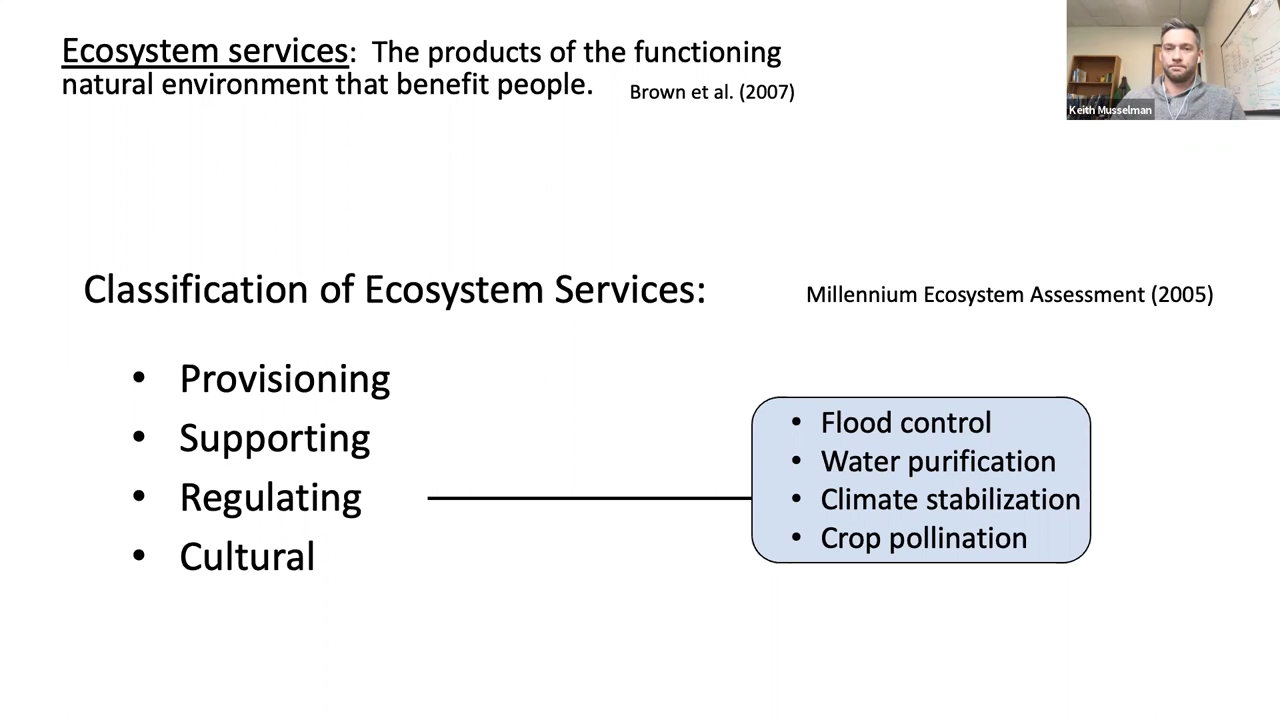 Ecosystem services: The products of the functioning
natural environment that benefit people. Brown et al. (2007)
Keith Musselman
Classification of Ecosystem Services: Millennium Ecosystem Assessment (2005)
• Provisioning
• Supporting
• Regulating
• Cultural
• Flood control
• Water purification
• Climate stabilization
• Crop pollination